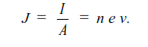 J = I/A = n e v.